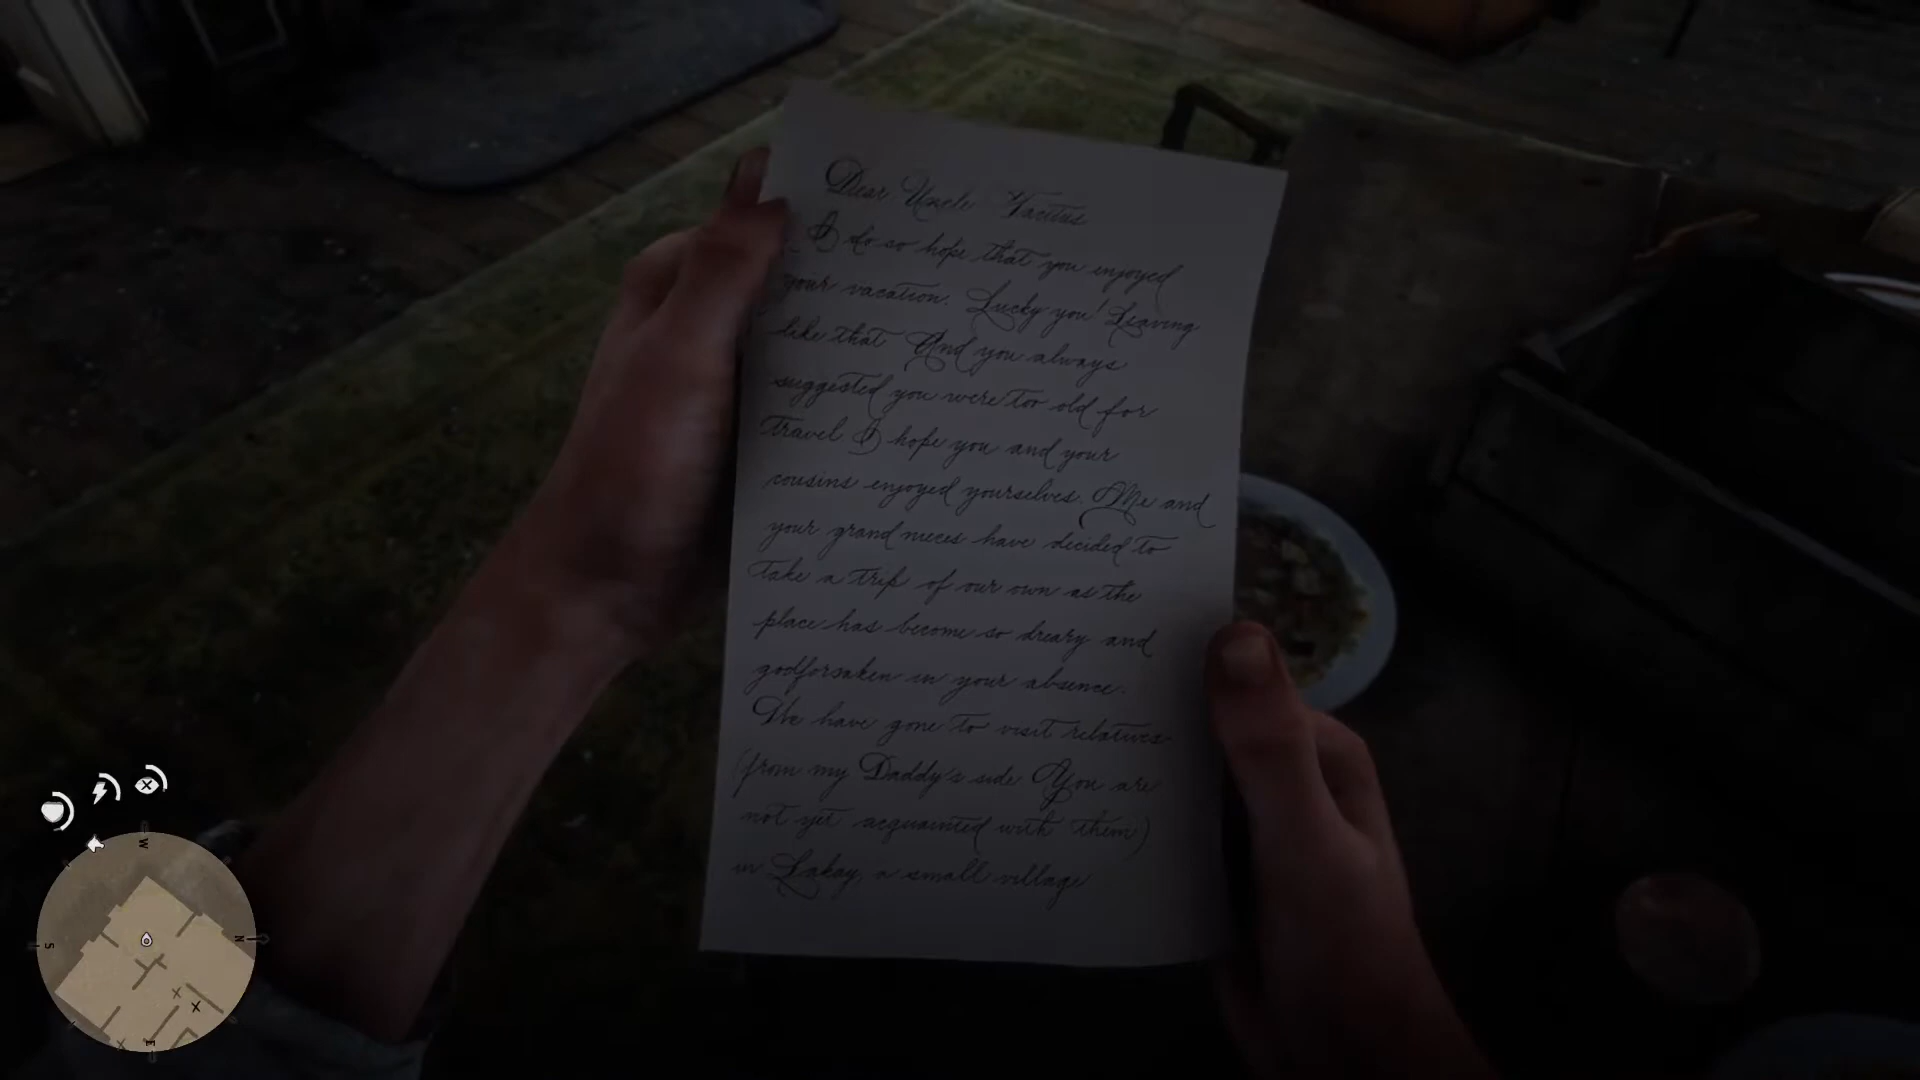 Dear Uncle Tacitus
I do so hope that you enjoyed
your vacation. Lucky you! Leaving
like that. And you always
suggested you were too old for
travel. I hope you and your
cousins enjoyed yourselves. Me and
your grand nieces have decided to
take a trip of our own as the
place has become so dreary and
godforsaken in your absence.
We have gone to visit relatives
(from my Daddy's side You are
not yet acquainted with them)
in Lakay, a small village
W
S
N
E